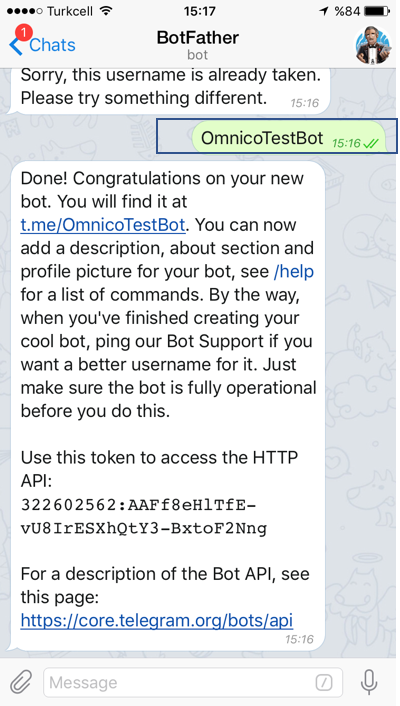 Turkcell 15:17 %84
1
Chats
BotFather
bot
Sorry, this username is already taken.
Please try something different. 15:16
OmnicoTestBot 15:16
Done! Congratulations on your new
bot. You will find it at
t.me/OmnicoTestBot. You can now
add a description, about section and
profile picture for your bot, see /help
for a list of commands. By the way,
when you've finished creating your
cool bot, ping our Bot Support if you
want a better username for it. Just
make sure the bot is fully operational
before you do this.
Use this token to access the HTTP
API:
322602562:AAFf8eHlTfE-
vU8IrESXhQtY3-BxtoF2Nng
For a description of the Bot API, see
this page:
https://core.telegram.org/bots/api
15:16
Message